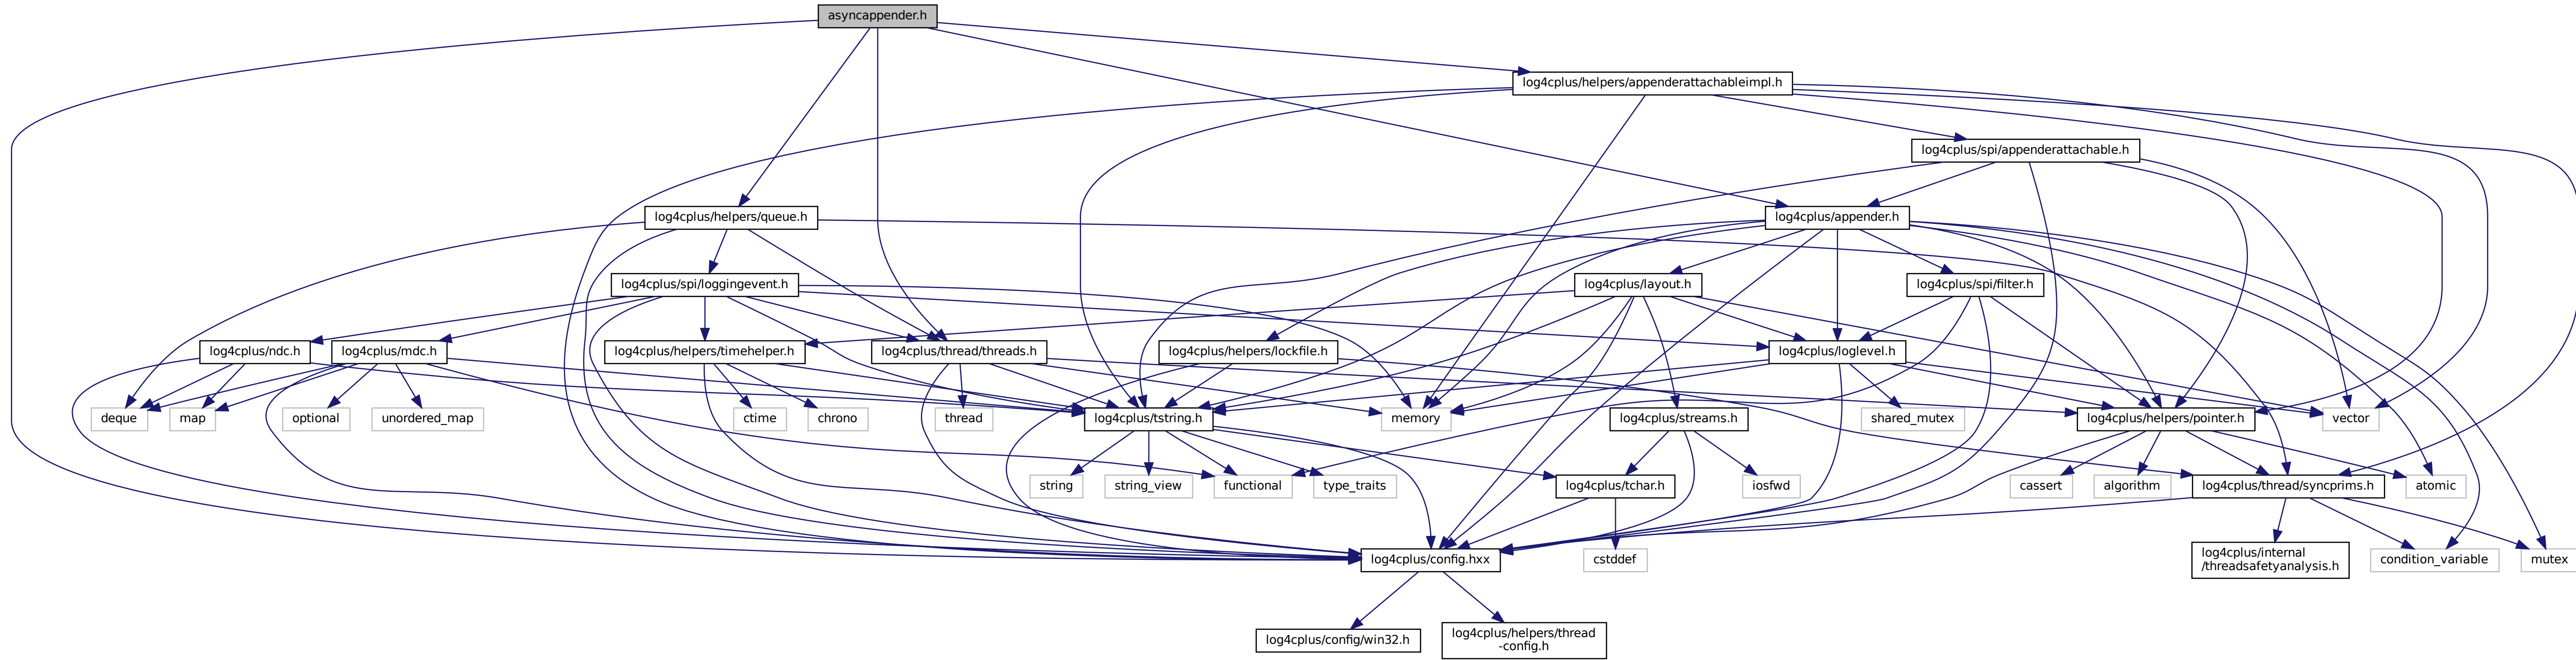 asyncappender.h
log4cplus/helpers/appenderattachableimpl.h
log4cplus/spi/appenderattachable.h
log4cplus/helpers/queue.h
log4cplus/appender.h
log4cplus/spi/loggingevent.h
log4cplus/layout.h
log4cplus/spi/filter.h
log4cplus/ndc.h
log4cplus/mdc.h
log4cplus/helpers/timehelper.h
log4cplus/thread/threads.h
log4cplus/helpers/lockfile.h
log4cplus/loglevel.h
deque
map
optional
unordered_map
ctime
chrono
thread
log4cplus/tstring.h
memory
log4cplus/streams.h
shared_mutex
log4cplus/helpers/pointer.h
vector
string
string_view
functional
type_traits
log4cplus/tchar.h
iosfwd
cassert
algorithm
log4cplus/thread/syncprims.h
atomic
log4cplus/config.hxx
cstddef
log4cplus/internal
/threadsafetyanalysis.h
condition_variable
mutex
log4cplus/config/win32.h
log4cplus/helpers/thread
-config.h